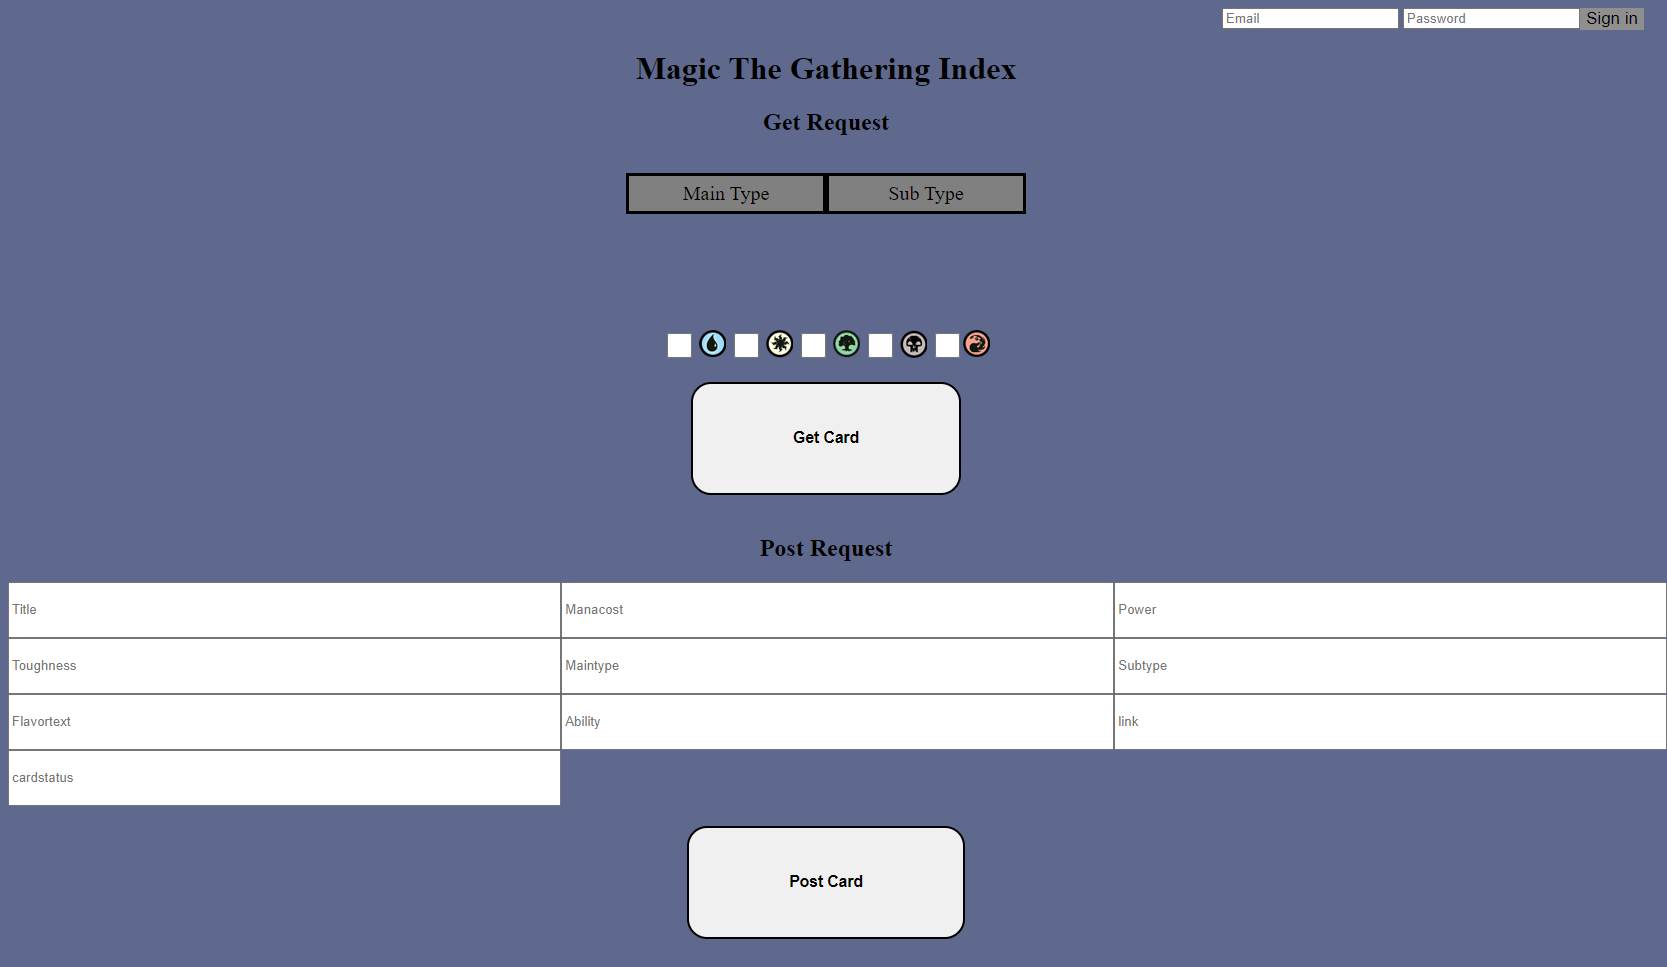 Email Password Sign in
Magic The Gathering Index
Get Request
Main Type Sub Type
Get Card
Post Request
Title Manacost Power
Toughness Maintype Subtype
Flavortext Ability link
cardstatus
Post Card